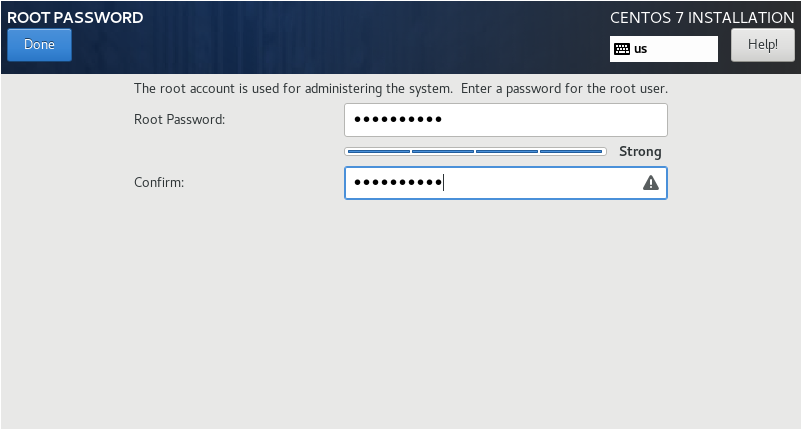 ROOT PASSWORD
CENTOS 7 INSTALLATION
Done
us
Help!
The root account is used for administering the system.  Enter a password for the root user.
Root Password:
••••••••••
Strong
Confirm:
••••••••••